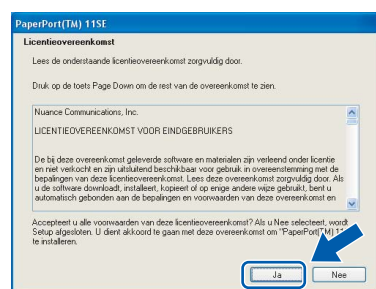 PaperPort(TM) 11SE
Licentieovereenkomst
Lees de onderstaande licentieovereenkomst zorgvuldig door.
Druk op de toets Page Down om de rest van de overeenkomst te zien.
Nuance Communications, Inc.
LICENTIEOVEREENKOMST VOOR EINDGEBRUIKERS
De bij deze overeenkomst geleverde software en materialen zijn verleend onder licentie
en niet verkocht en zijn uitsluitend beschikbaar voor gebruik in overeenstemming met de
bepalingen van deze licentieovereenkomst. Lees deze overeenkomst zorgvuldig door. Als
u de software downloadt, installeert, kopieert of op enige andere wijze gebruikt, bent u
automatisch gebonden aan de bepalingen en voorwaarden van deze overeenkomst en
Accepteert u alle voorwaarden van deze licentieovereenkomst? Als u Nee selecteert, wordt
Setup afgesloten. U dient akkoord te gaan met deze overeenkomst om "PaperPort(TM) 11
te installeren.
Ja
Nee